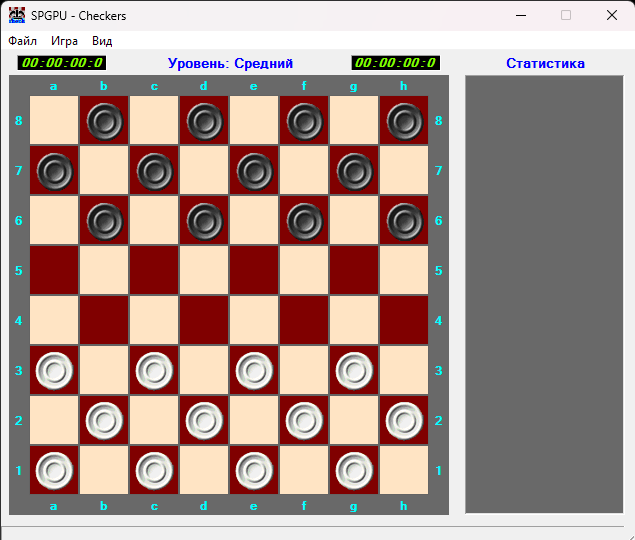 SPGPU - Checkers
Файл Игра Вид
00:00:00:0 Уровень: Средний 00:00:00:0 Статистика
a b c d e f g h
8 8
7 7
6 6
5 5
4 4
3 3
2 2
1 1
a b c d e f g h